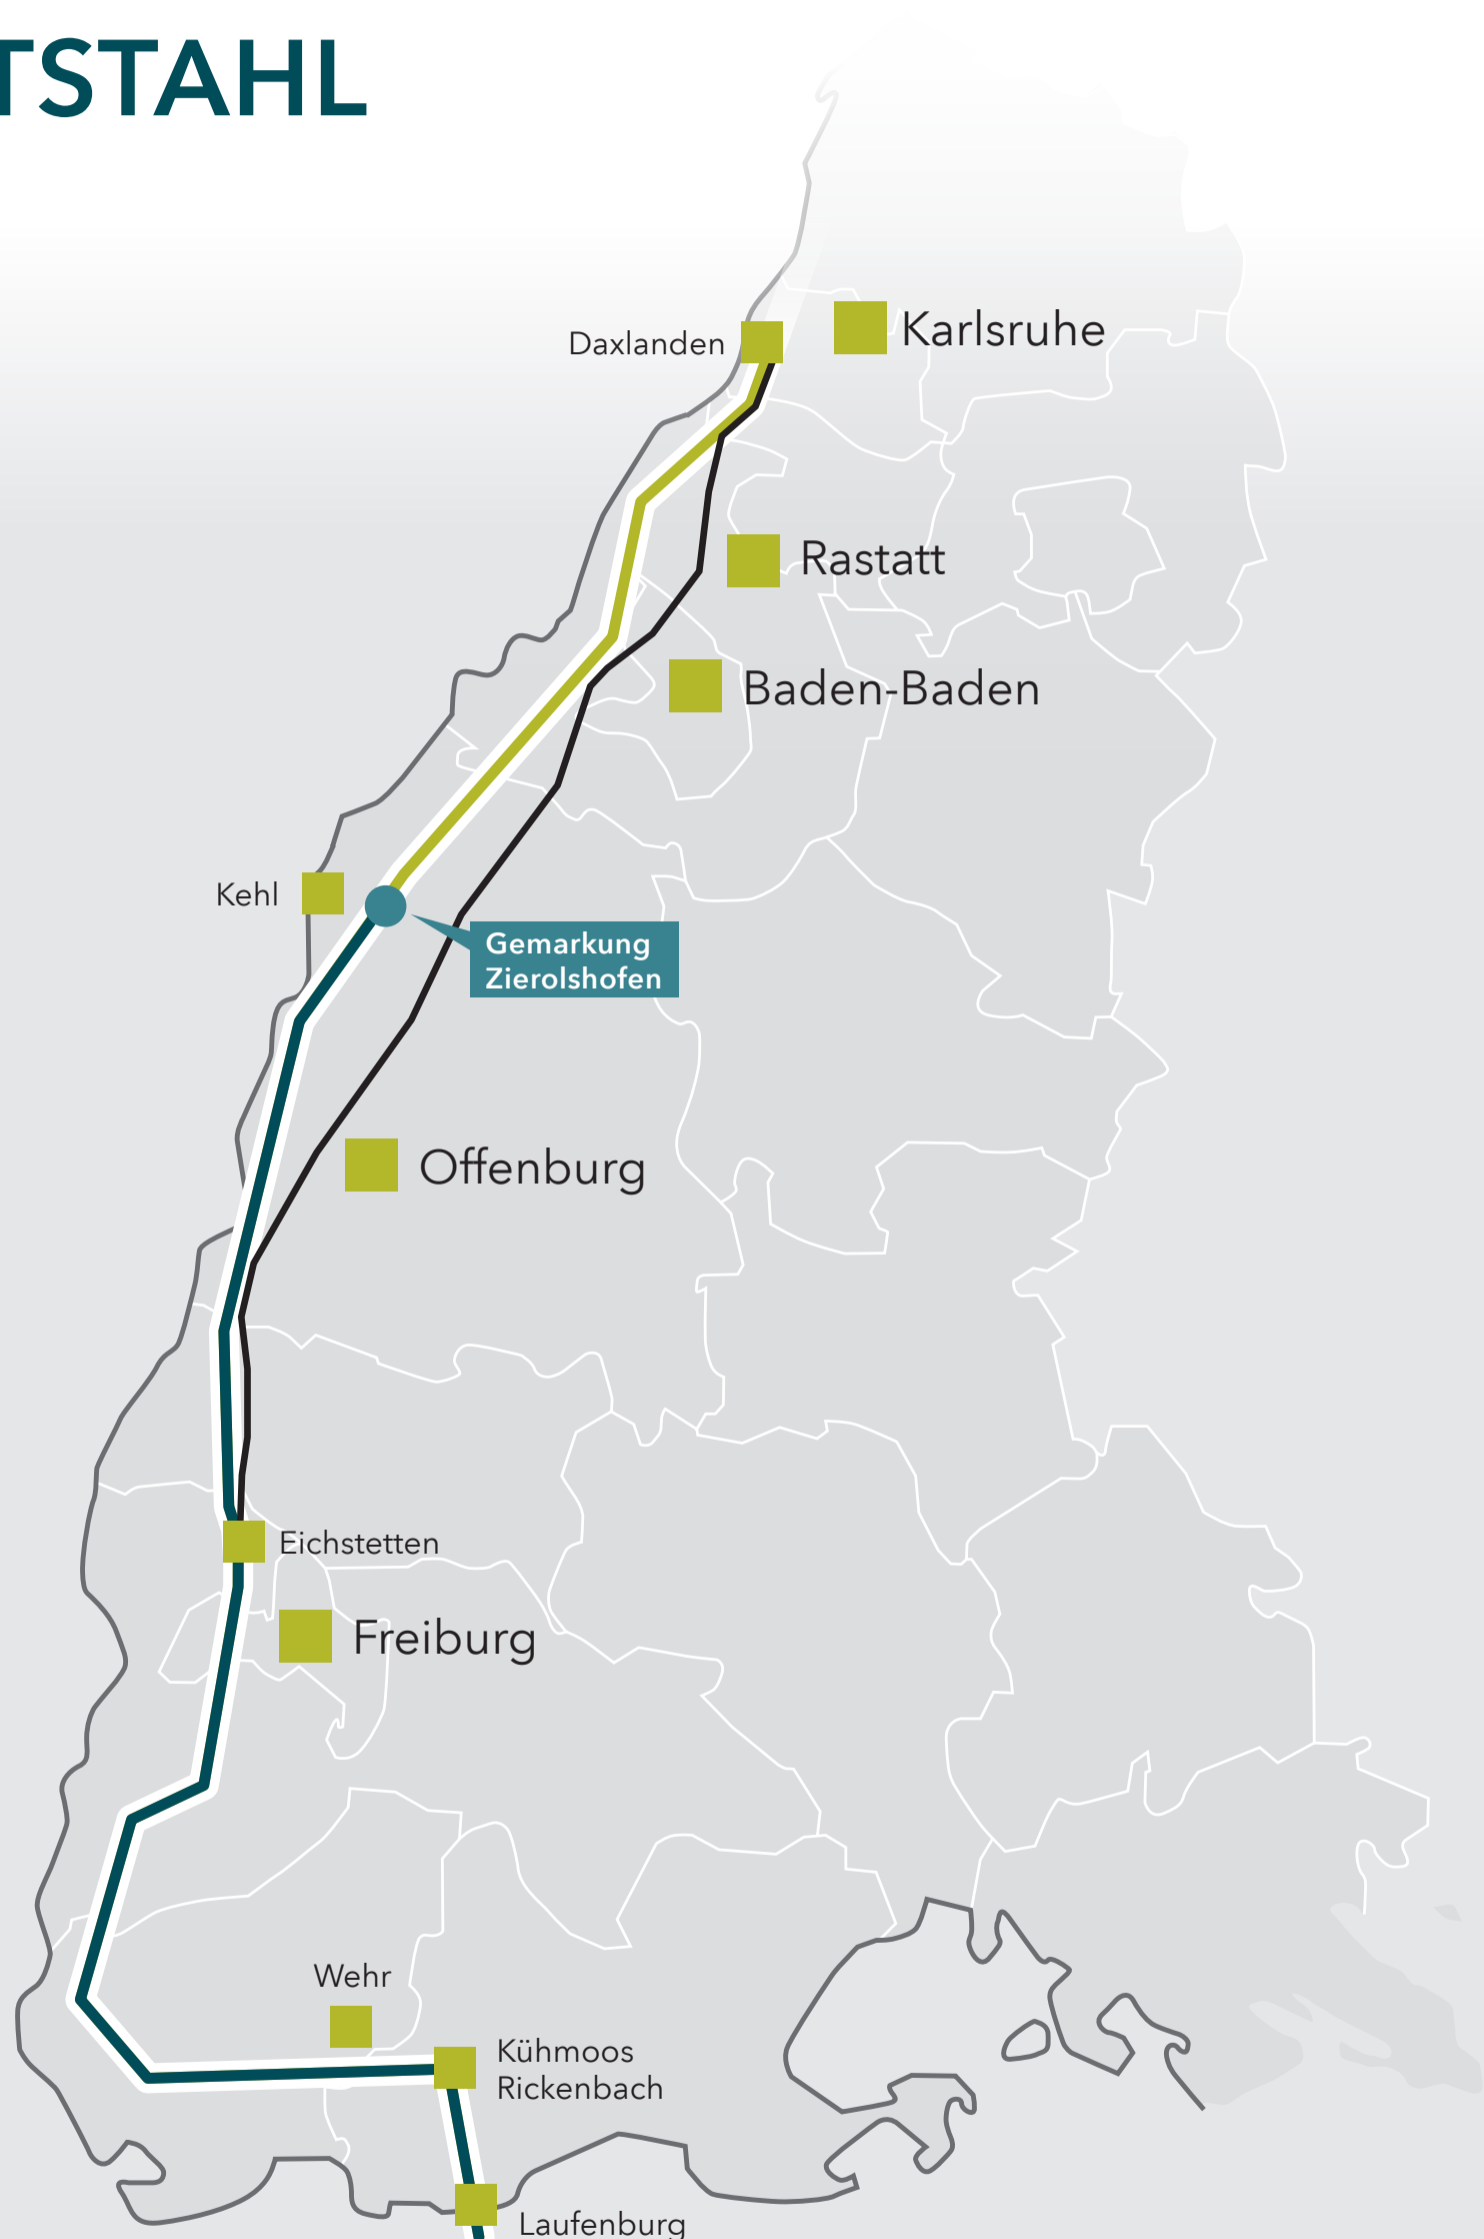 TSTAHL
Karlsruhe
Daxlanden
Rastatt
Baden-Baden
Kehl
Gemarkung
Zierolshofen
Offenburg
Eichstetten
Freiburg
Wehr
Kühmoos
Rickenbach
Laufenburg